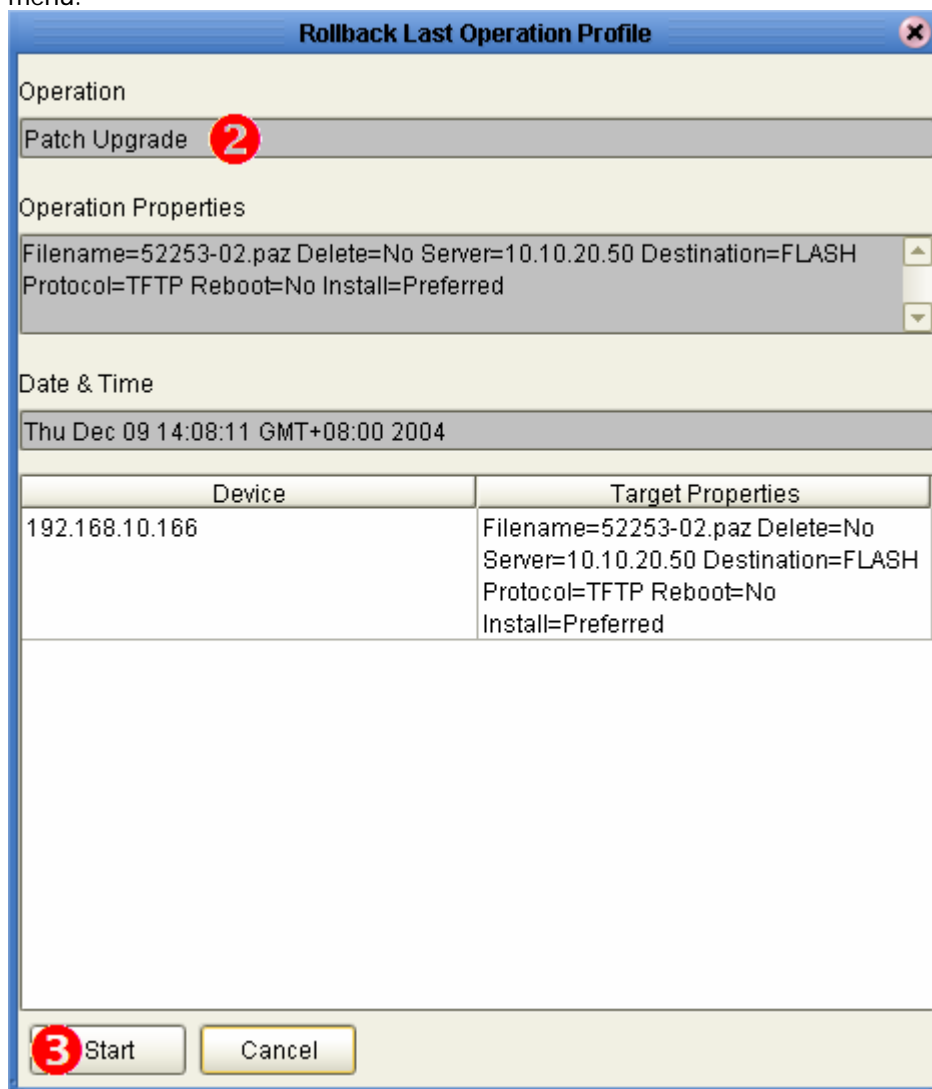 menu.
Rollback Last Operation Profile
Operation
Patch Upgrade 2
Operation Properties
Filename=52253-02.paz Delete=No Server=10.10.20.50 Destination=FLASH
Protocol=TFTP Reboot=No Install=Preferred
Date & Time
Thu Dec 09 14:08:11 GMT+08:00 2004
Device Target Properties
192.168.10.166 Filename=52253-02.paz Delete=No
Server=10.10.20.50 Destination=FLASH
Protocol=TFTP Reboot=No
Install=Preferred
3 Start Cancel